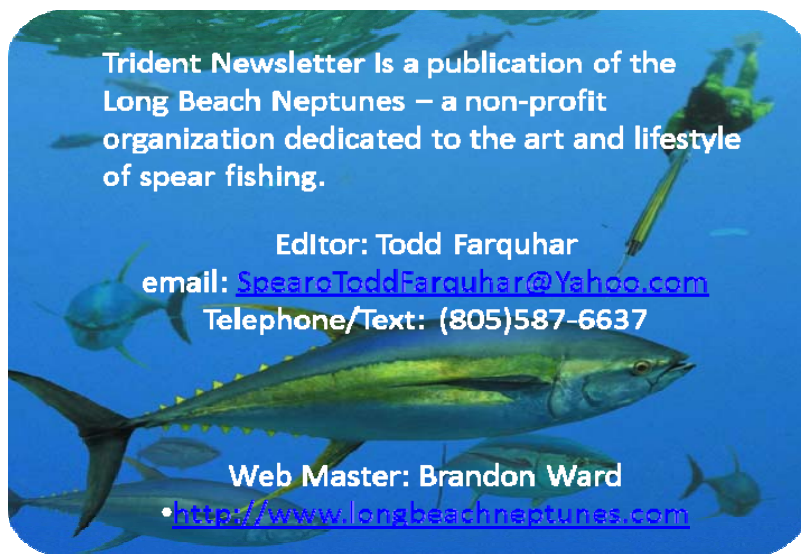 Trident Newsletter Is a publication of the
Long Beach Neptunes – a non-profit
organization dedicated to the art and lifestyle
of spear fishing.
Editor: Todd Farquhar
email: SpearoToddFarquhar@Yahoo.com
Telephone/Text: (805)587-6637
Web Master: Brandon Ward
•http://www.longbeachneptunes.com